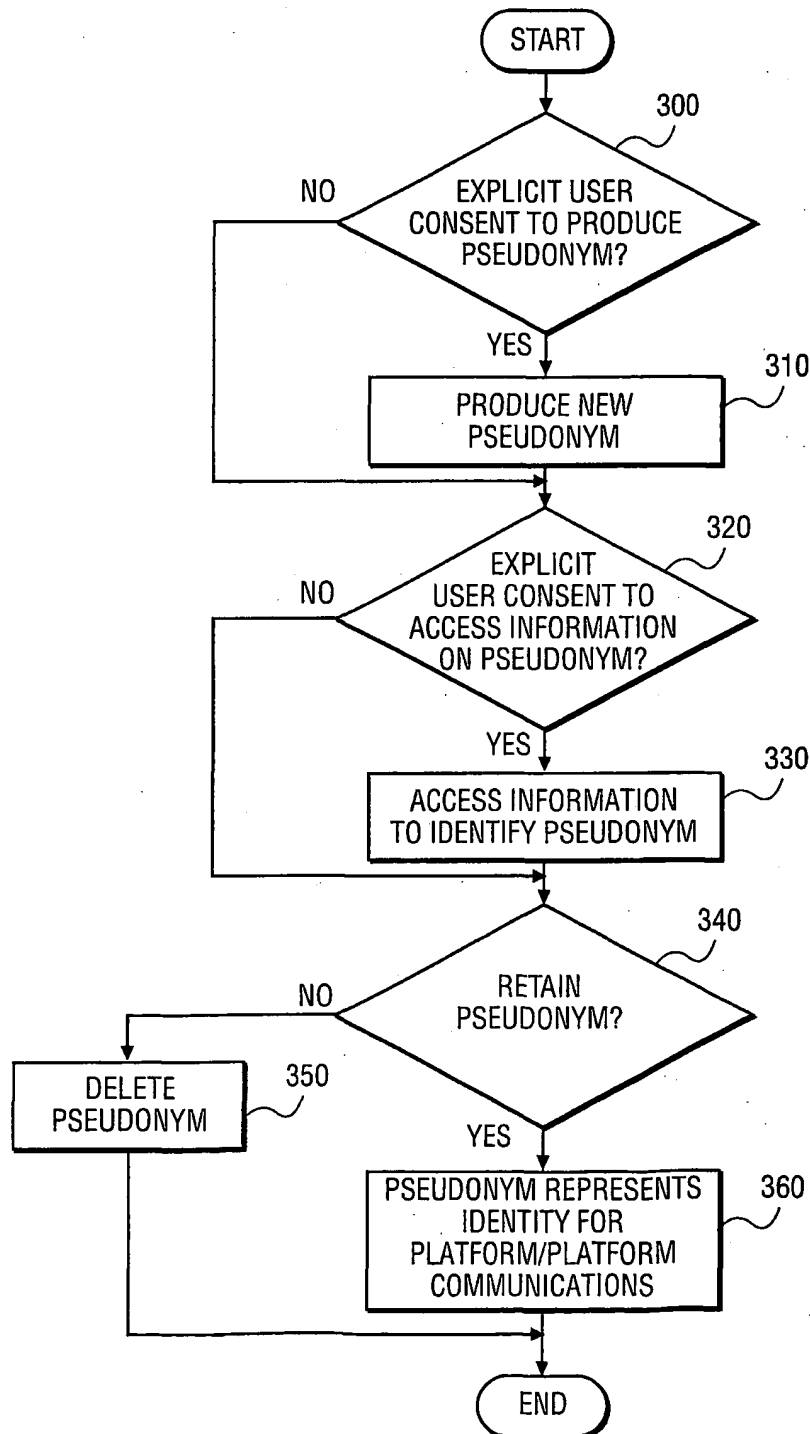 START
300
EXPLICIT USER
CONSENT TO PRODUCE
PSEUDONYM?
NO
YES
310
PRODUCE NEW
PSEUDONYM
320
EXPLICIT
USER CONSENT TO
ACCESS INFORMATION
ON PSEUDONYM?
NO
YES
330
ACCESS INFORMATION
TO IDENTIFY PSEUDONYM
340
RETAIN
PSEUDONYM?
NO
350
DELETE
PSEUDONYM
YES
360
PSEUDONYM REPRESENTS
IDENTITY FOR
PLATFORM/PLATFORM
COMMUNICATIONS
END